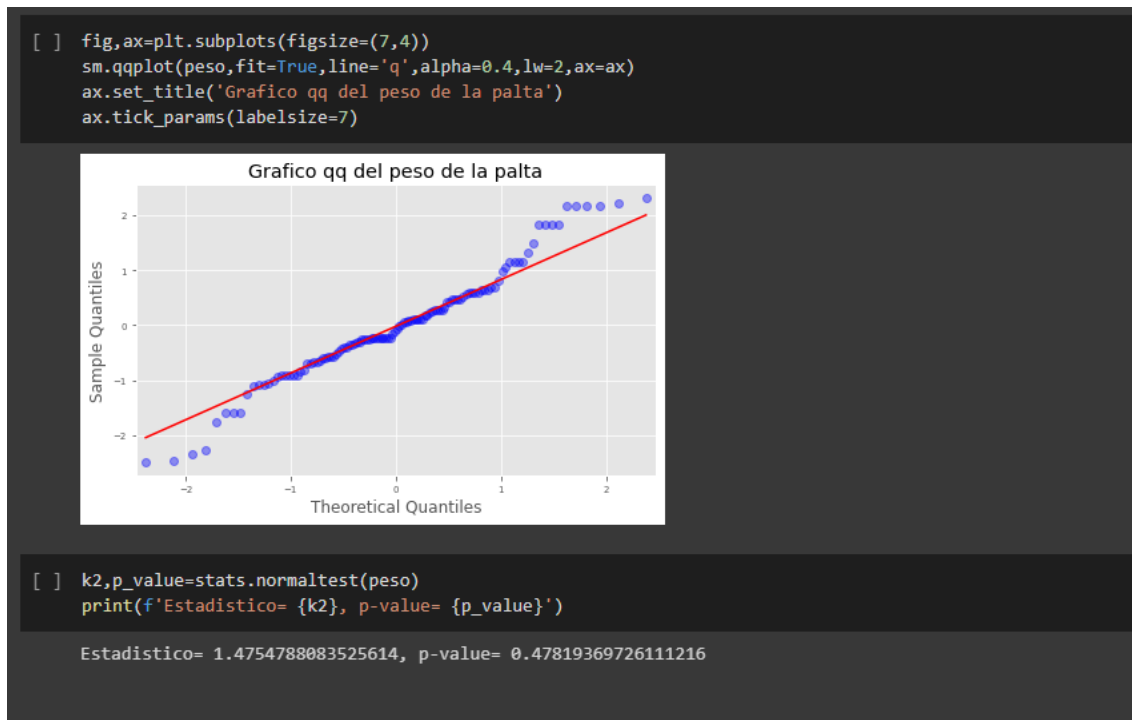 [ ] fig,ax=plt.subplots(figsize=(7,4))
sm.qqplot(peso,fit=True,line='q',alpha=0.4,lw=2,ax=ax)
ax.set_title('Grafico qq del peso de la palta')
ax.tick_params(labelsize=7)
Grafico qq del peso de la palta
2
1
0
−1
−2
Sample Quantiles
−2 −1 0 1 2
Theoretical Quantiles
[ ] k2,p_value=stats.normaltest(peso)
print(f'Estadistico= {k2}, p-value= {p_value}')
Estadistico= 1.4754788083525614, p-value= 0.47819369726111216